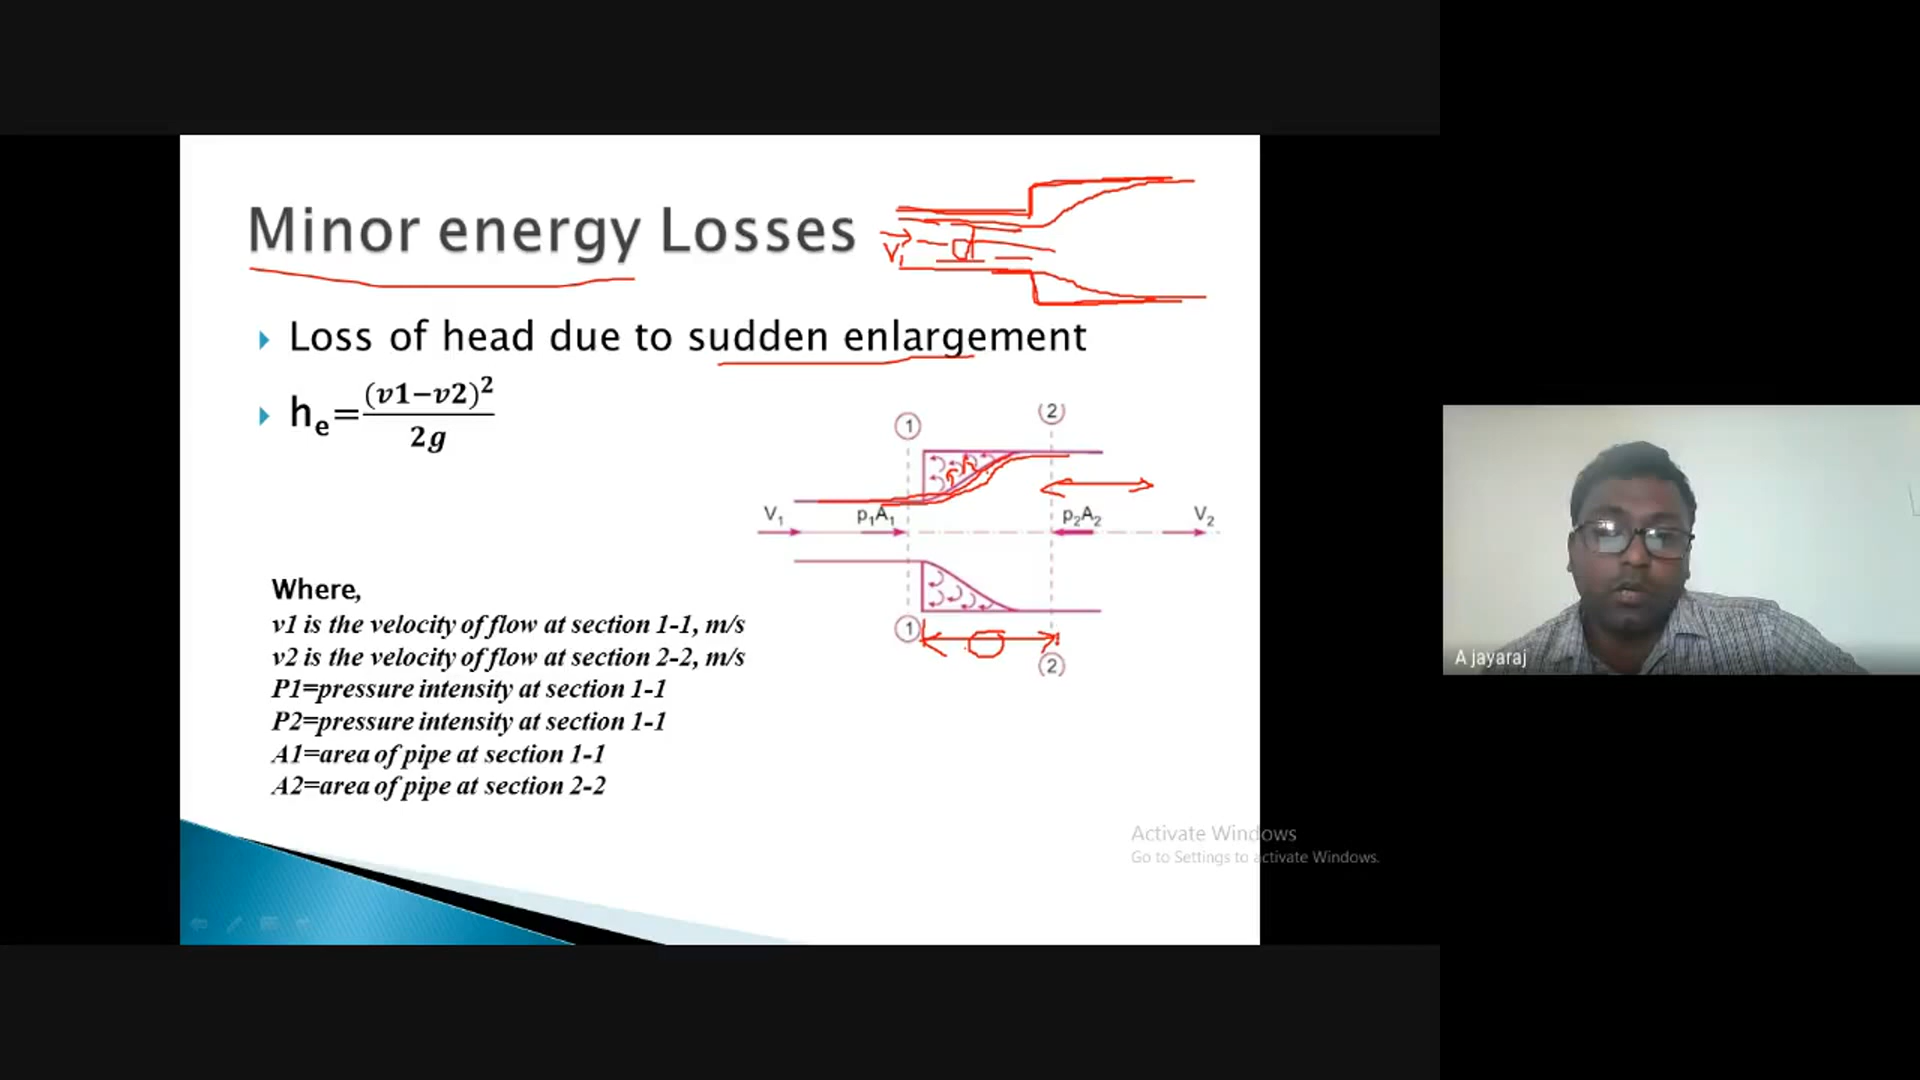 Minor energy Losses
V₁ d
Loss of head due to sudden enlargement
hₑ=(v1−v2)²/2g
1 2
V₁ p₁A₁ p₂A₂ V₂
1
2
Where,
v1 is the velocity of flow at section 1-1, m/s
v2 is the velocity of flow at section 2-2, m/s
P1=pressure intensity at section 1-1
P2=pressure intensity at section 1-1
A1=area of pipe at section 1-1
A2=area of pipe at section 2-2
A jayaraj
Activate Windows
Go to Settings to activate Windows.